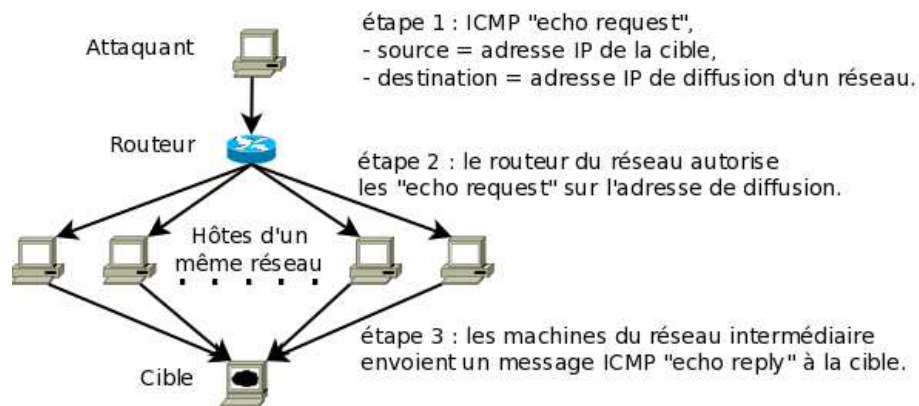 Attaquant
étape 1 : ICMP "echo request",
- source = adresse IP de la cible,
- destination = adresse IP de diffusion d'un réseau.
Routeur
étape 2 : le routeur du réseau autorise
les "echo request" sur l'adresse de diffusion.
Hôtes d'un
même réseau
. . . . .
étape 3 : les machines du réseau intermédiaire
envoient un message ICMP "echo reply" à la cible.
Cible